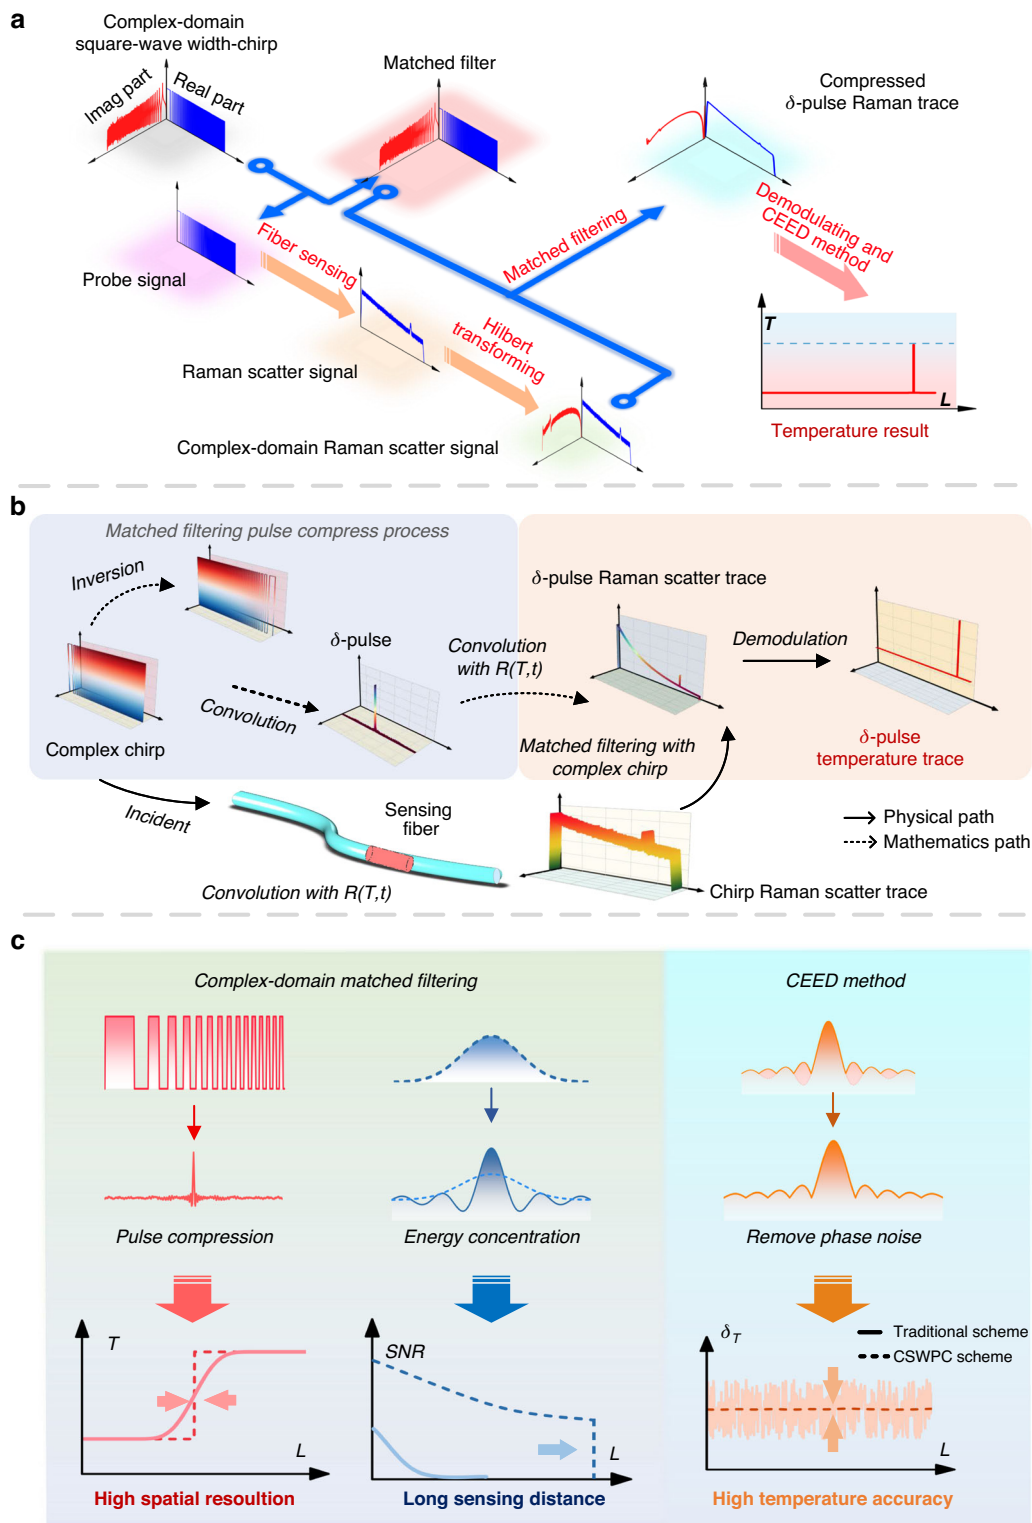 a
Complex-domain
square-wave width-chirp
Imag part
Real part
Matched filter
Compressed
δ-pulse Raman trace
Probe signal
Fiber sensing
Matched filtering
Demodulating and
CEED method
Raman scatter signal
Hilbert
transforming
Complex-domain Raman scatter signal
T
L
Temperature result
b
Matched filtering pulse compress process
Inversion
Complex chirp
Convolution
δ-pulse
Convolution
with R(T,t)
δ-pulse Raman scatter trace
Demodulation
δ-pulse
temperature trace
Matched filtering with
complex chirp
Incident
Sensing
fiber
Convolution with R(T,t)
Chirp Raman scatter trace
Physical path
Mathematics path
c
Complex-domain matched filtering
CEED method
Pulse compression
Energy concentration
Remove phase noise
T
L
High spatial resoultion
SNR
L
Long sensing distance
δT
Traditional scheme
CSWPC scheme
L
High temperature accuracy